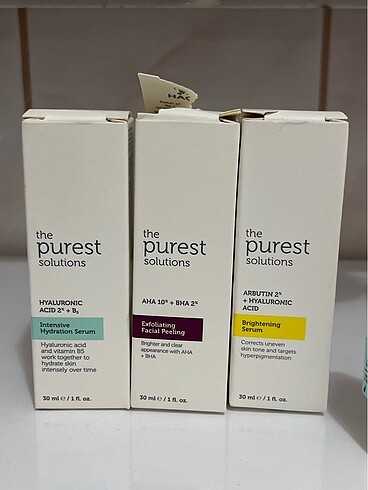 HAC
the
purest
solutions
HYALURONIC
ACID 2% + B₅
Intensive
Hydration Serum
Hyaluronic acid
and vitamin B5
work together to
hydrate skin
intensely over time
30 ml ℮ / 1 fl. oz.
the
purest
solutions
AHA 10% + BHA 2%
Exfoliating
Facial Peeling
Brighter and clear
appearance with AHA
+ BHA
30 ml ℮ / 1 fl. oz.
the
purest
solutions
ARBUTIN 2%
+ HYALURONIC
ACID
Brightening
Serum
Corrects uneven
skin tone and targets
hyperpigmentation
30 ml ℮ / 1 fl. oz.